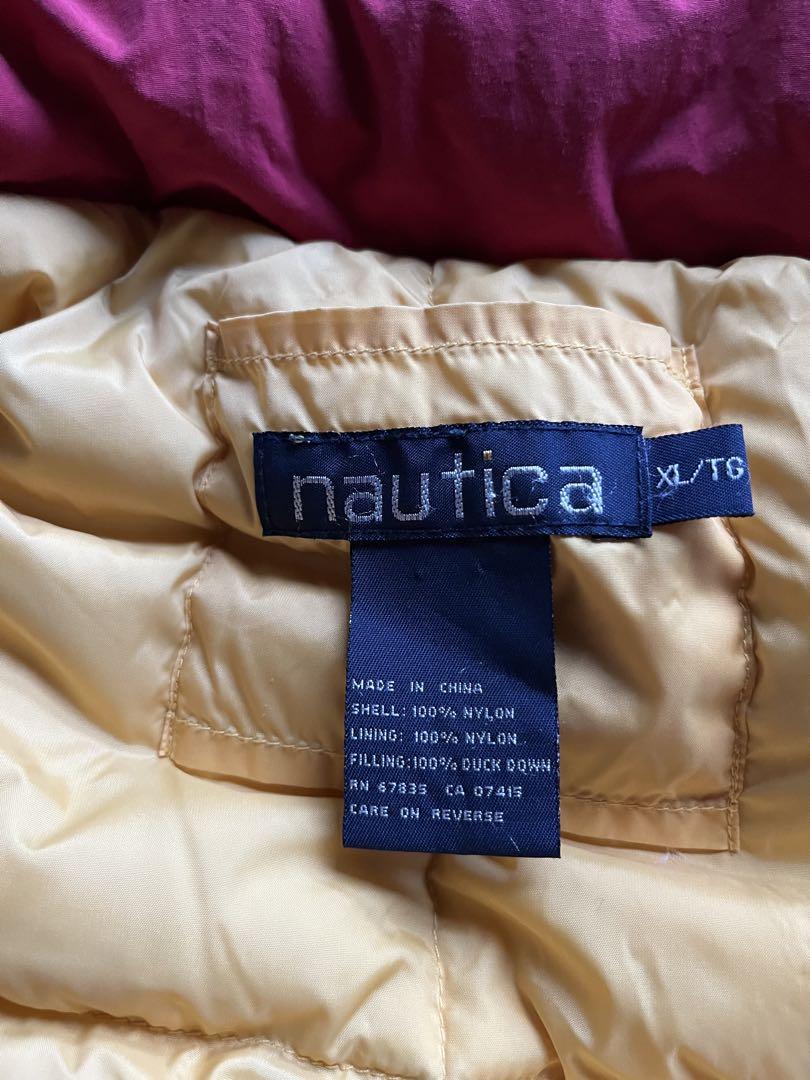 nautica
XL/TG
MADE IN CHINA
SHELL: 100% NYLON
LINING: 100% NYLON
FILLING:100% DUCK DOWN
RN 67835 CA 07415
CARE ON REVERSE